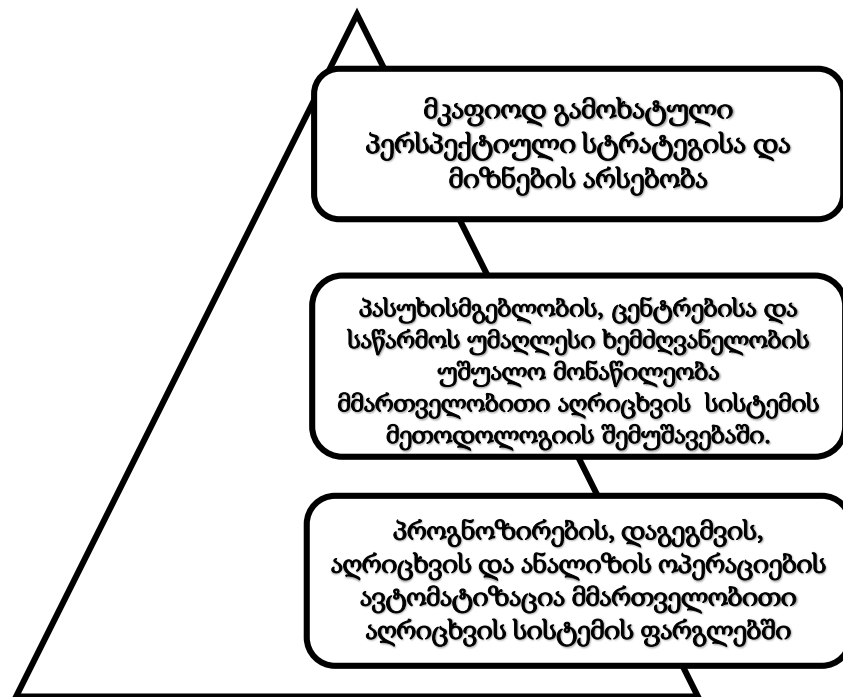 მკაფიოდ გამოხატული
პერსპექტიული სტრატეგისა და
მიზნების არსებობა
პასუხისმგებლობის, ცენტრებისა და
საწარმოს უმაღლესი ხემძღვანელობის
უშუალო მონაწილეობა
მმართველობითი აღრიცხვის სისტემის
მეთოდოლოგიის შემუშავებაში.
პროგნოზირების, დაგეგმვის,
აღრიცხვის და ანალიზის ოპერაციების
ავტომატიზაცია მმართველობითი
აღრიცხვის სისტემის ფარგლებში